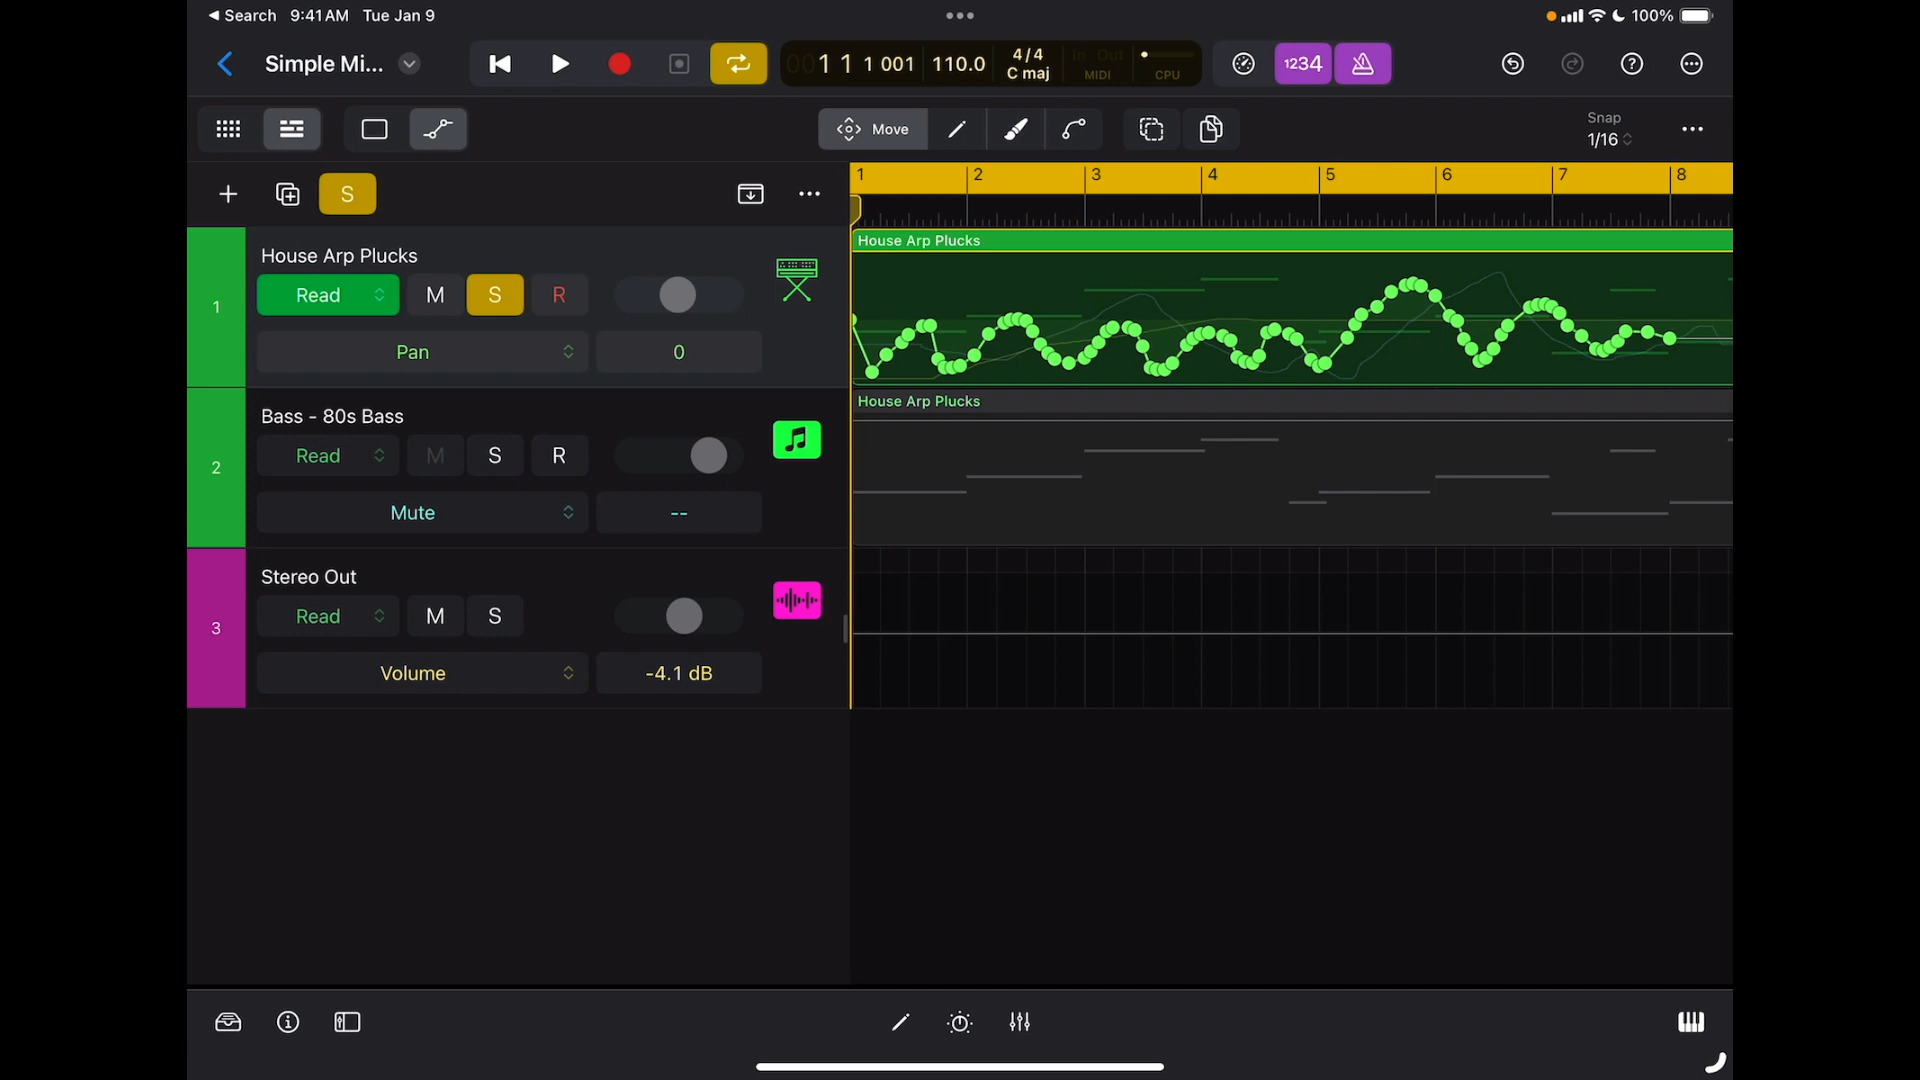 Search 9:41 AM Tue Jan 9 100%
Simple Mi... 001 1 1 001 110.0 4/4 C maj In Out MIDI CPU 1234
Move Snap
1/16
S
1 2 3 4 5 6 7 8
House Arp Plucks
House Arp Plucks
1 Read M S R
Pan 0
House Arp Plucks
Bass - 80s Bass
2 Read M S R
Mute --
Stereo Out
3 Read M S
Volume -4.1 dB